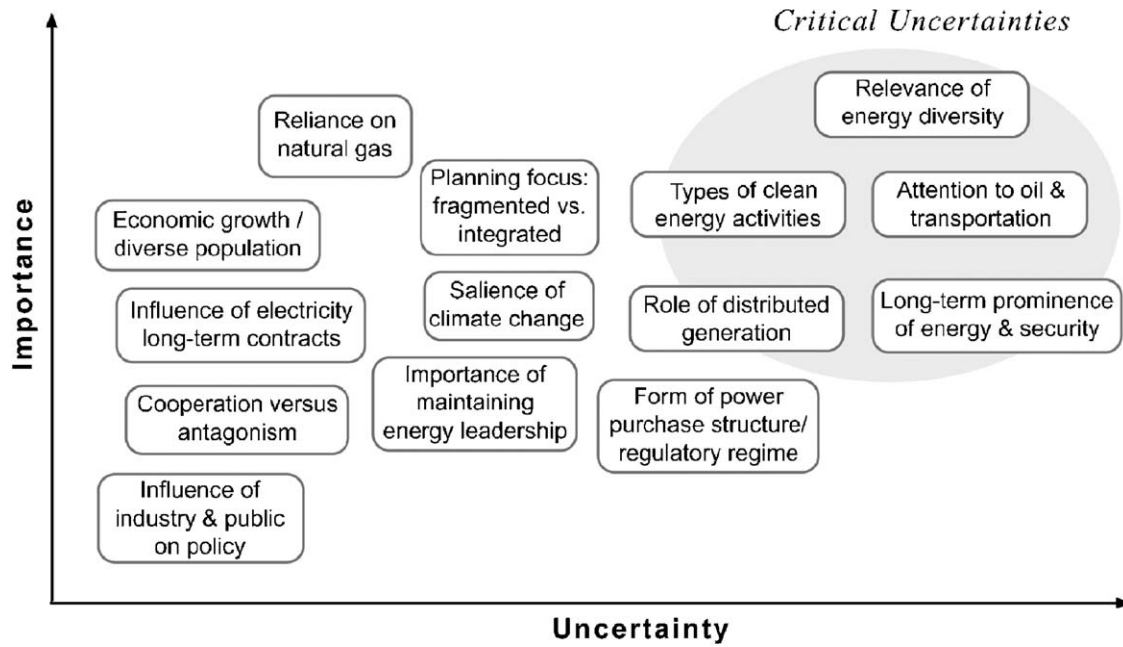 Critical Uncertainties
Relevance of
energy diversity
Reliance on
natural gas
Planning focus:
fragmented vs.
integrated
Types of clean
energy activities
Attention to oil &
transportation
Economic growth /
diverse population
Salience of
climate change
Role of distributed
generation
Long-term prominence
of energy & security
Influence of electricity
long-term contracts
Importance of
maintaining
energy leadership
Form of power
purchase structure/
regulatory regime
Cooperation versus
antagonism
Influence of
industry & public
on policy
Importance
Uncertainty